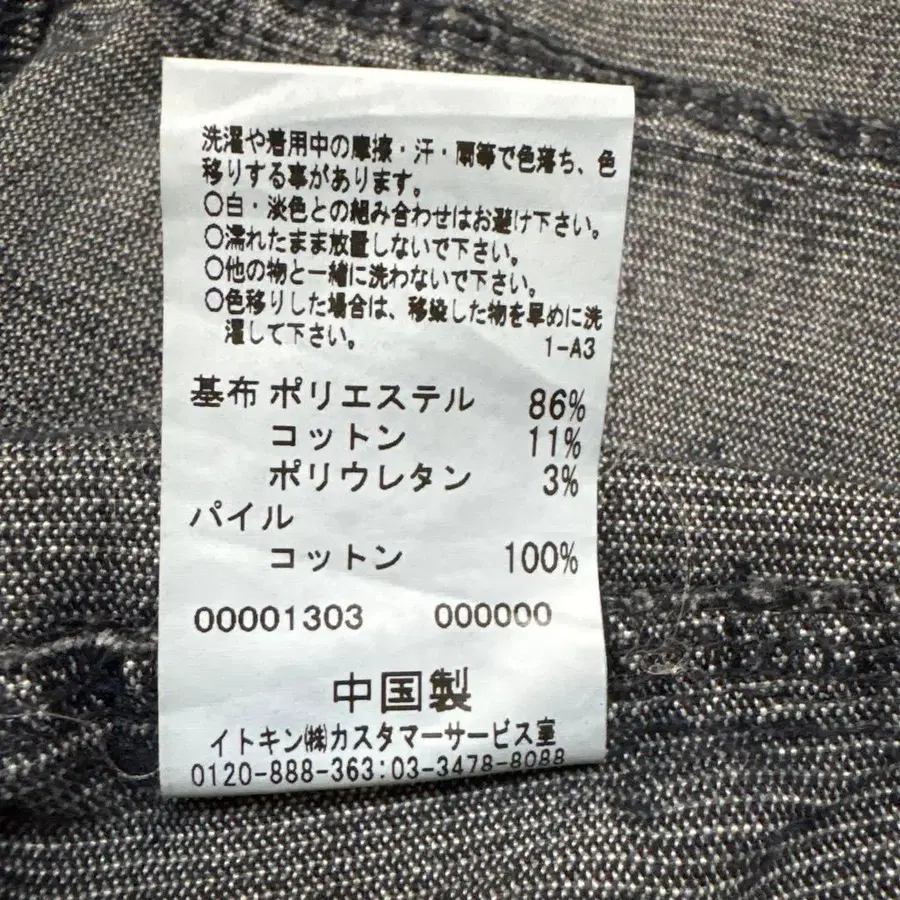 洗濯や着用中の摩擦・汗・雨等で色落ち、色
移りする事があります。
○白・淡色との組み合わせはお避け下さい。
○濡れたまま放置しないで下さい。
○他の物と一緒に洗わないで下さい。
○色移りした場合は、移染した物を早めに洗
濯して下さい。
1-A3
基布 ポリエステル 86%
コットン 11%
ポリウレタン 3%
パイル
コットン 100%
00001303 000000
中国製
イトキン㈱カスタマーサービス室
0120-888-363:03-3478-8088